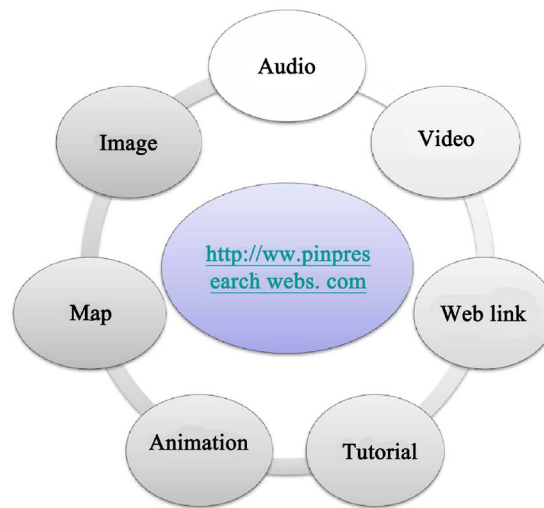 Audio
Image
Video
http://ww.pinpres
earch webs. com
Map
Web link
Animation
Tutorial